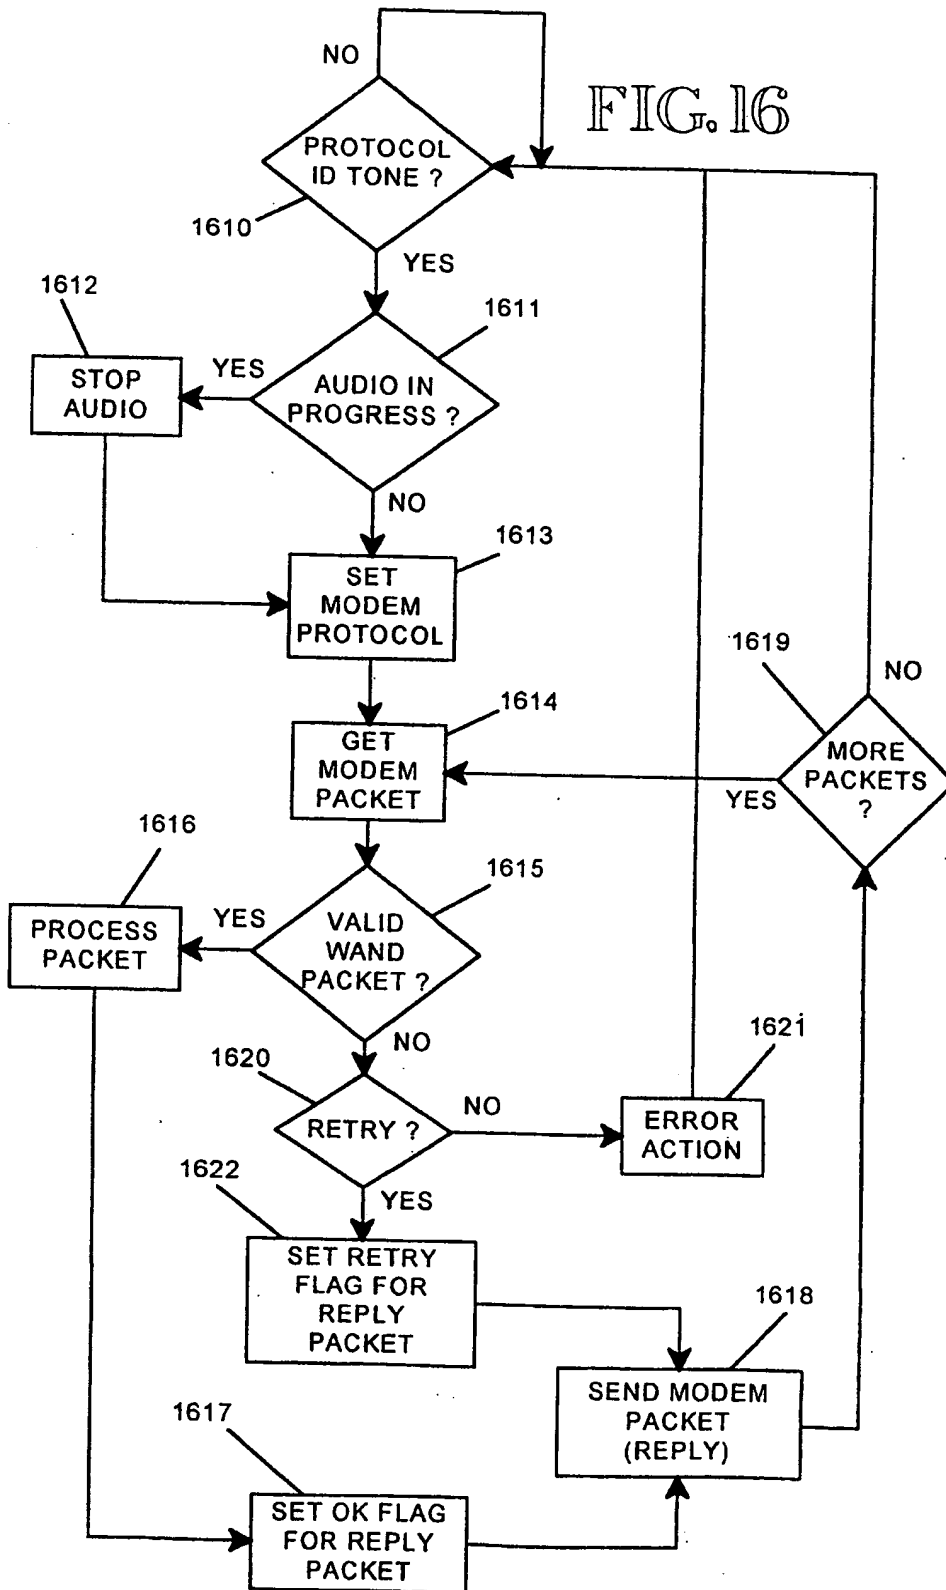 NO
FIG. 16
PROTOCOL
ID TONE ?
1610
YES
1612
1611
YES
STOP
AUDIO
AUDIO IN
PROGRESS ?
NO
1613
SET
MODEM
PROTOCOL
1619
NO
1614
GET
MODEM
PACKET
MORE
PACKETS
?
YES
1616
1615
YES
PROCESS
PACKET
VALID
WAND
PACKET ?
NO
1621
1620
NO
RETRY ?
ERROR
ACTION
1622
YES
SET RETRY
FLAG FOR
REPLY
PACKET
1618
SEND MODEM
PACKET
(REPLY)
1617
SET OK FLAG
FOR REPLY
PACKET